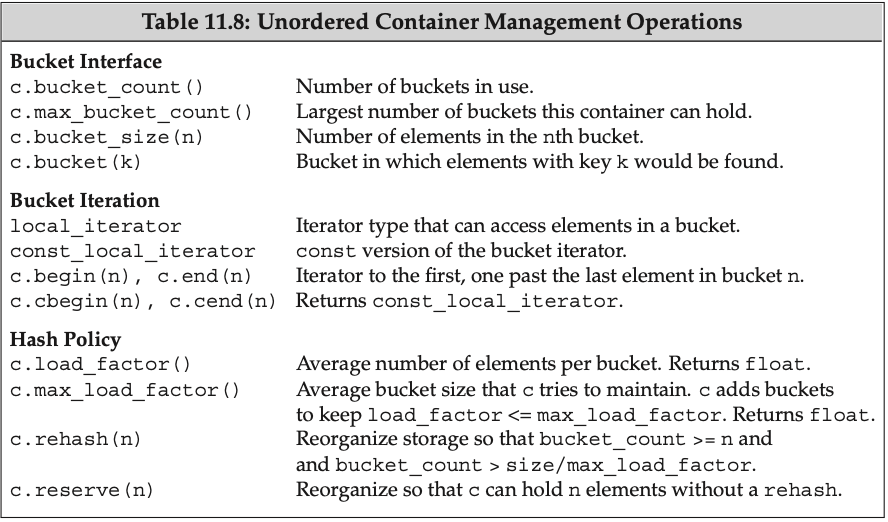 Table 11.8: Unordered Container Management Operations
Bucket Interface
c.bucket_count() Number of buckets in use.
c.max_bucket_count() Largest number of buckets this container can hold.
c.bucket_size(n) Number of elements in the nth bucket.
c.bucket(k) Bucket in which elements with key k would be found.
Bucket Iteration
local_iterator Iterator type that can access elements in a bucket.
const_local_iterator const version of the bucket iterator.
c.begin(n), c.end(n) Iterator to the first, one past the last element in bucket n.
c.cbegin(n), c.cend(n) Returns const_local_iterator.
Hash Policy
c.load_factor() Average number of elements per bucket. Returns float.
c.max_load_factor() Average bucket size that c tries to maintain. c adds buckets
to keep load_factor <= max_load_factor. Returns float.
c.rehash(n) Reorganize storage so that bucket_count >= n and
and bucket_count > size/max_load_factor.
c.reserve(n) Reorganize so that c can hold n elements without a rehash.